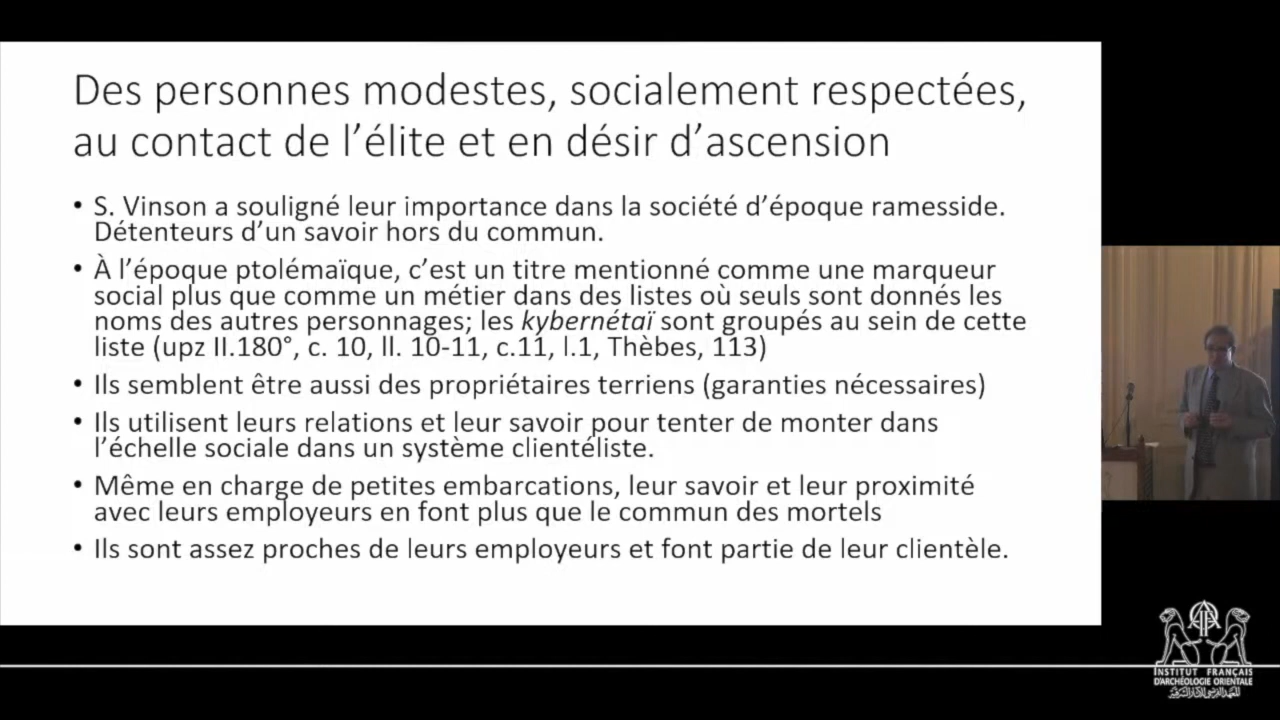 Des personnes modestes, socialement respectées,
au contact de l'élite et en désir d'ascension
• S. Vinson a souligné leur importance dans la société d'époque ramesside.
Détenteurs d'un savoir hors du commun.
• À l'époque ptolémaïque, c'est un titre mentionné comme une marqueur
social plus que comme un métier dans des listes où seuls sont donnés les
noms des autres personnages; les kybernétaï sont groupés au sein de cette
liste (upz II.180°, c. 10, ll. 10-11, c.11, l.1, Thèbes, 113)
• Ils semblent être aussi des propriétaires terriens (garanties nécessaires)
• Ils utilisent leurs relations et leur savoir pour tenter de monter dans
l'échelle sociale dans un système clientéliste.
• Même en charge de petites embarcations, leur savoir et leur proximité
avec leurs employeurs en font plus que le commun des mortels
• Ils sont assez proches de leurs employeurs et font partie de leur clientèle.
INSTITUT FRANÇAIS
D'ARCHÉOLOGIE ORIENTALE